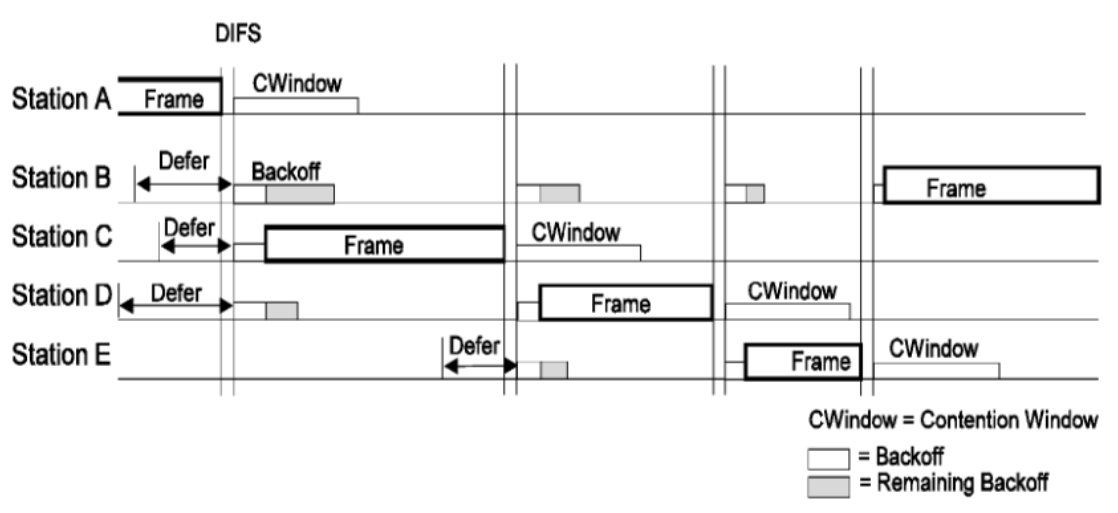 DIFS
Station A
Frame
CWindow
Station B
Defer
Backoff
Frame
Station C
Defer
Frame
CWindow
Station D
Defer
Frame
CWindow
Station E
Defer
Frame
CWindow
CWindow = Contention Window
= Backoff
= Remaining Backoff